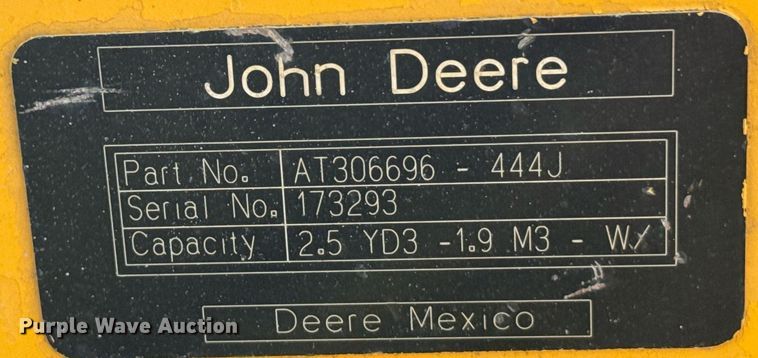 John Deere
Part No. AT306696 - 444J
Serial No. 173293
Capacity 2.5 YD3 -1.9 M3 - W/
Deere Mexico
Purple Wave Auction